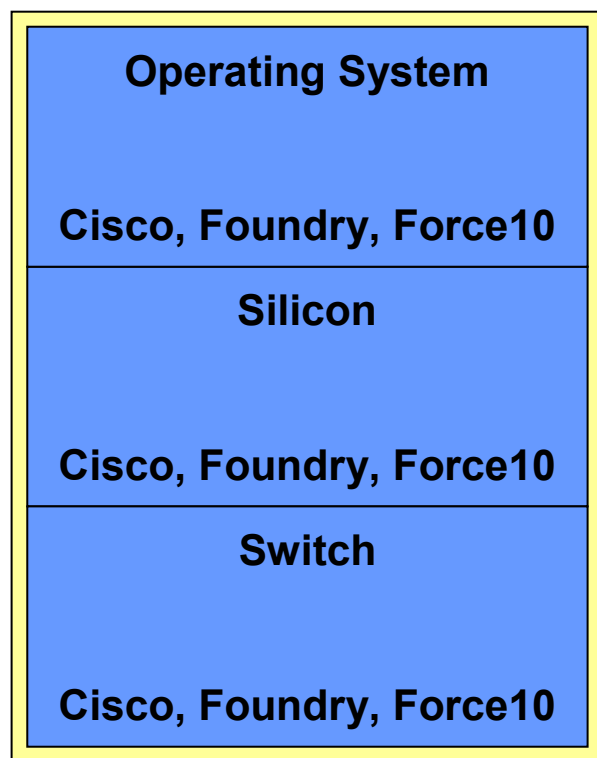 Operating System
Cisco, Foundry, Force10
Silicon
Cisco, Foundry, Force10
Switch
Cisco, Foundry, Force10